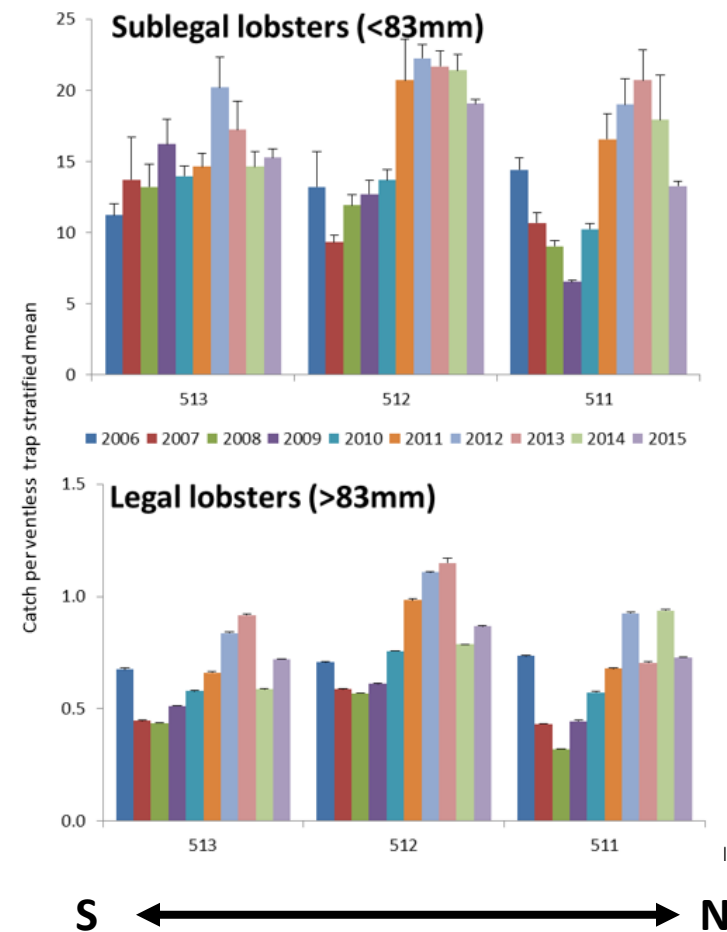 Sublegal lobsters (<83mm)
25
20
15
10
5
0
513 512 511
2006 2007 2008 2009 2010 2011 2012 2013 2014 2015
Catch per ventless trap stratified mean
Legal lobsters (>83mm)
1.5
1.0
0.5
0.0
513 512 511
S N